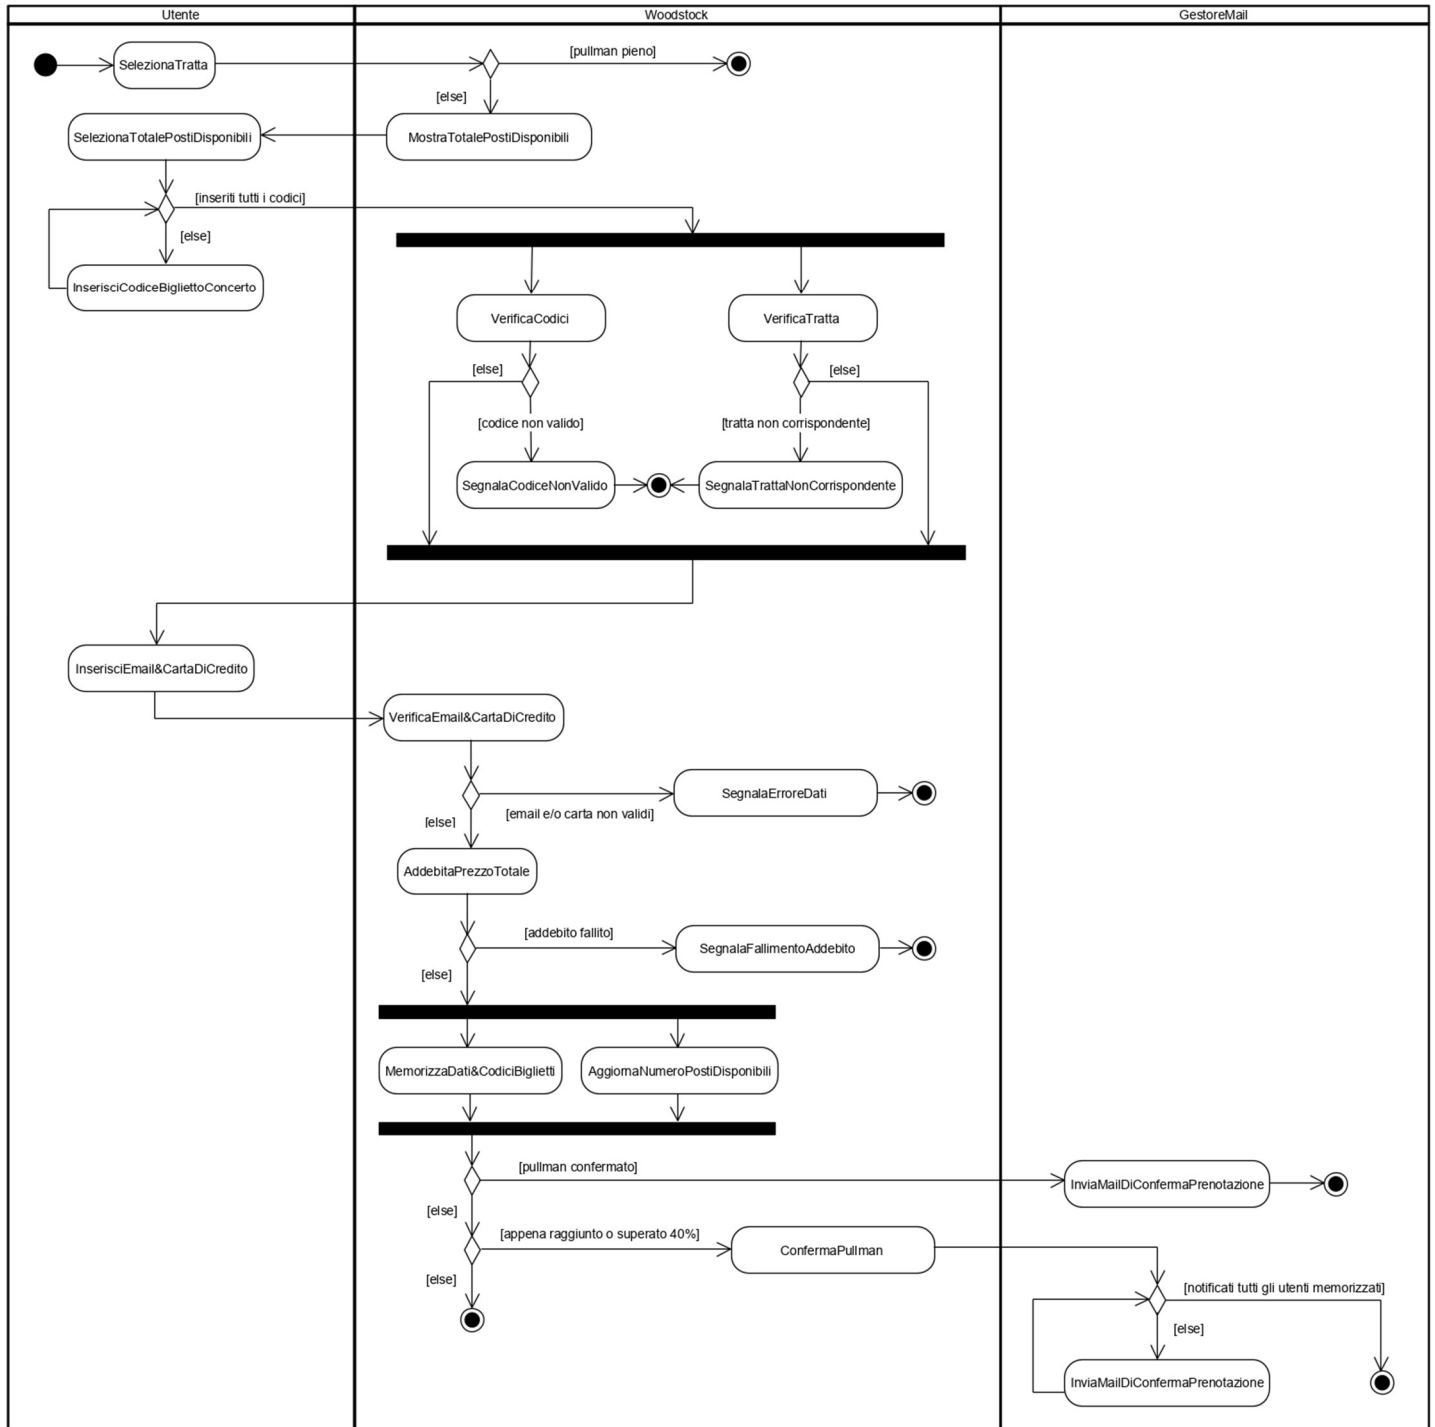 Utente
Woodstock
GestoreMail
SelezionaTratta
[pullman pieno]
[else]
SelezionaTotalePostiDisponibili
MostraTotalePostiDisponibili
[inseriti tutti i codici]
[else]
InserisciCodiceBigliettoConcerto
VerificaCodici
VerificaTratta
[else]
[else]
[codice non valido]
[tratta non corrispondente]
SegnalaCodiceNonValido
SegnalaTrattaNonCorrispondente
InserisciEmail&CartaDiCredito
VerificaEmail&CartaDiCredito
SegnalaErroreDati
[email e/o carta non validi]
[else]
AddebitaPrezzoTotale
[addebito fallito]
SegnalaFallimentoAddebito
[else]
MemorizzaDati&CodiciBiglietti
AggiornaNumeroPostiDisponibili
[pullman confermato]
InviaMailDiConfermaPrenotazione
[else]
[appena raggiunto o superato 40%]
ConfermaPullman
[else]
[notificati tutti gli utenti memorizzati]
[else]
InviaMailDiConfermaPrenotazione